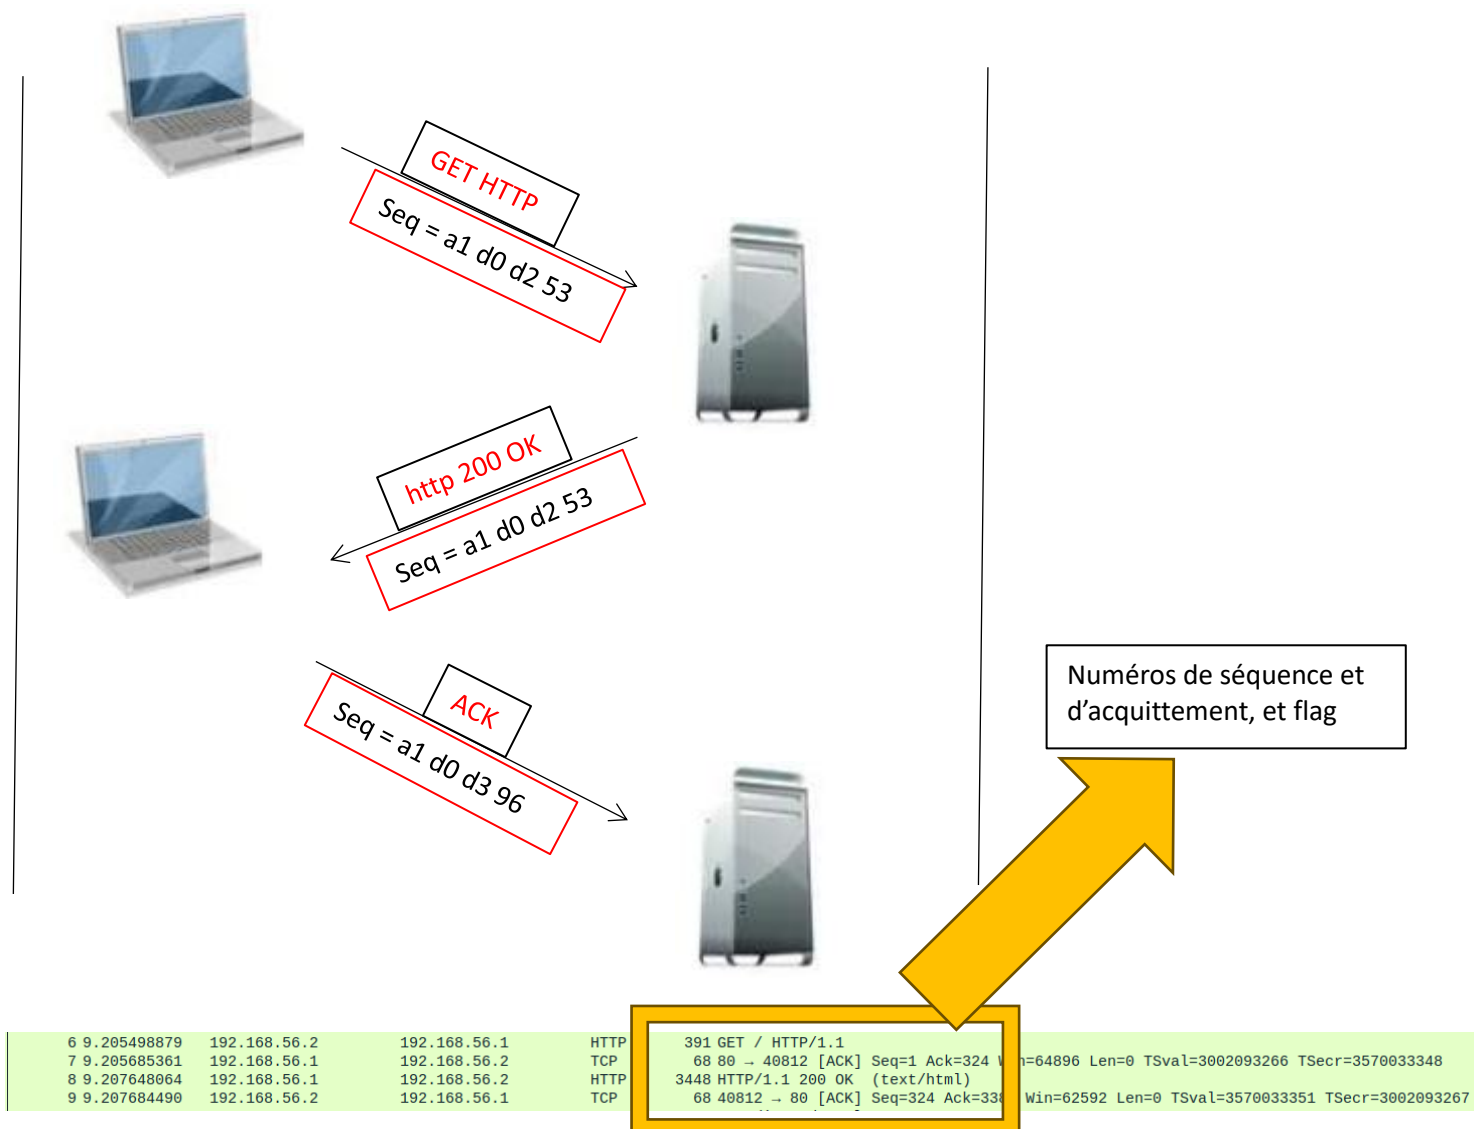 GET HTTP
Seq = a1 d0 d2 53
http 200 OK
Seq = a1 d0 d2 53
ACK
Seq = a1 d0 d3 96
Numéros de séquence et
d’acquittement, et flag
6 9.205498879 192.168.56.2 192.168.56.1 HTTP 391 GET / HTTP/1.1
7 9.205685361 192.168.56.1 192.168.56.2 TCP 68 80 → 40812 [ACK] Seq=1 Ack=324 Win=64896 Len=0 TSval=3002093266 TSecr=3570033348
8 9.207648064 192.168.56.1 192.168.56.2 HTTP 3448 HTTP/1.1 200 OK (text/html)
9 9.207684490 192.168.56.2 192.168.56.1 TCP 68 40812 → 80 [ACK] Seq=324 Win=62592 Len=0 TSval=3570033351 TSecr=3002093267